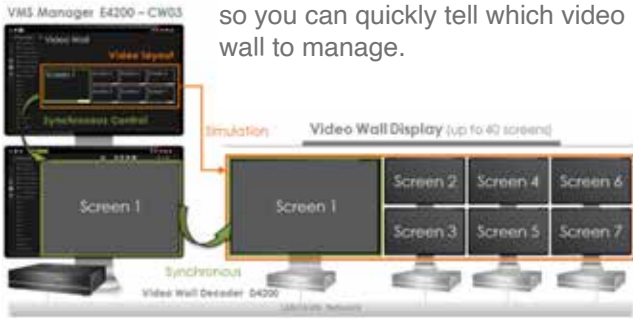 VMS Manager E4200 – CW03
so you can quickly tell which video
wall to manage.
Video Wall
Video layout
Screen 1
Synchronous Control
Simulation
Video Wall Display (up to 40 screens)
Screen 1
Screen 1
Screen 2
Screen 4
Screen 6
Screen 3
Screen 5
Screen 7
Synchronous
Video Wall Decoder D4200